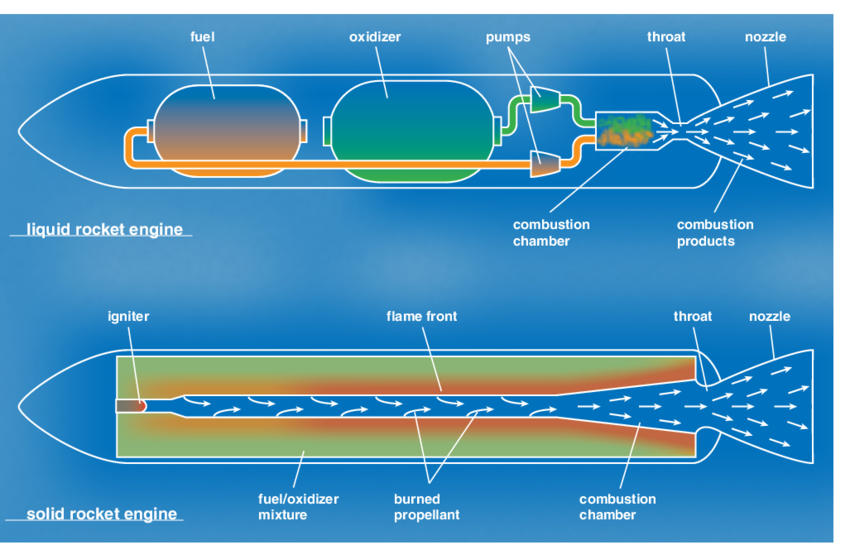 fuel
oxidizer
pumps
throat
nozzle
combustion
chamber
combustion
products
liquid rocket engine
igniter
flame front
throat
nozzle
fuel/oxidizer
mixture
burned
propellant
combustion
chamber
solid rocket engine